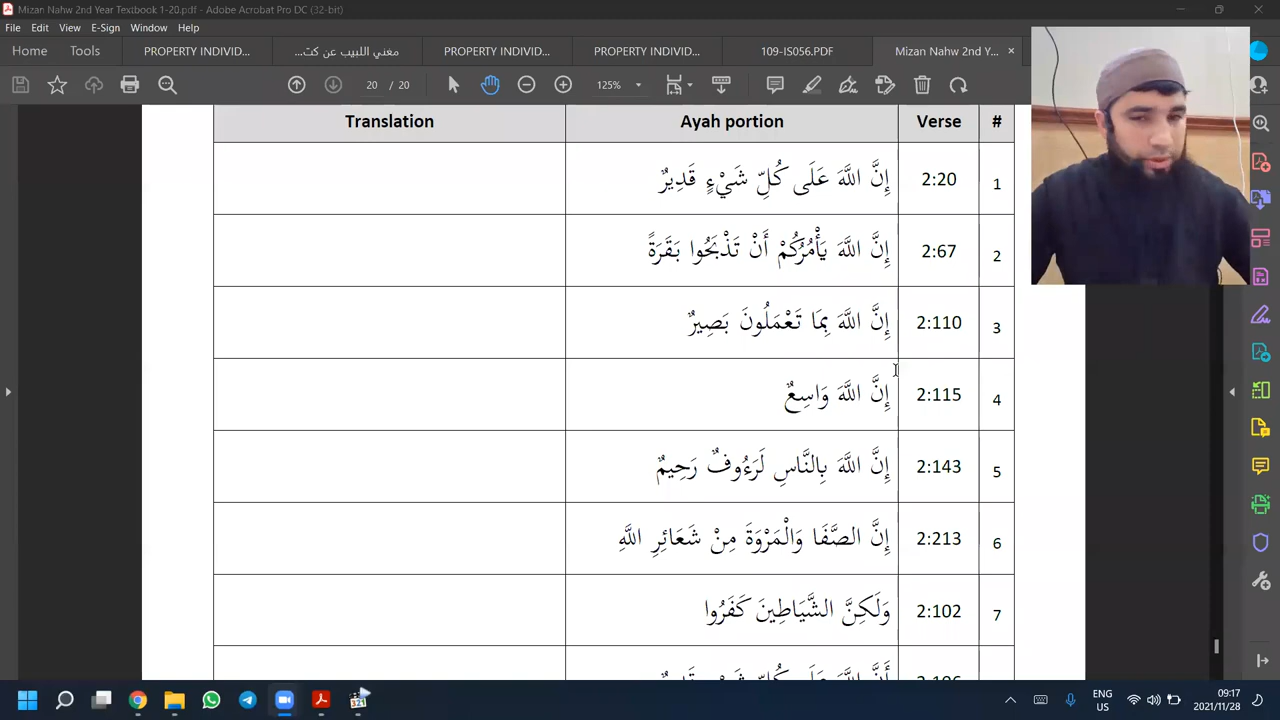 Mizan Nahw 2nd Year Textbook 1-20.pdf - Adobe Acrobat Pro DC (32-bit)
File Edit View E-Sign Window Help
Home Tools PROPERTY INDIVID... مغني اللبيب عن كت... PROPERTY INDIVID... PROPERTY INDIVID... 109-IS056.PDF Mizan Nahw 2nd Y... ×
20 / 20 125%
Translation Ayah portion Verse #
إِنَّ اللَّهَ عَلَى كُلِّ شَيْءٍ قَدِيرٌ 2:20 1
إِنَّ اللَّهَ يَأْمُرُكُمْ أَنْ تَذْبَحُوا بَقَرَةً 2:67 2
إِنَّ اللَّهَ بِمَا تَعْمَلُونَ بَصِيرٌ 2:110 3
إِنَّ اللَّهَ وَاسِعٌ 2:115 4
إِنَّ اللَّهَ بِالنَّاسِ لَرَءُوفٌ رَحِيمٌ 2:143 5
إِنَّ الصَّفَا وَالْمَرْوَةَ مِنْ شَعَائِرِ اللَّهِ 2:213 6
وَلَكِنَّ الشَّيَاطِينَ كَفَرُوا 2:102 7
ENG
US
09:17
2021/11/28